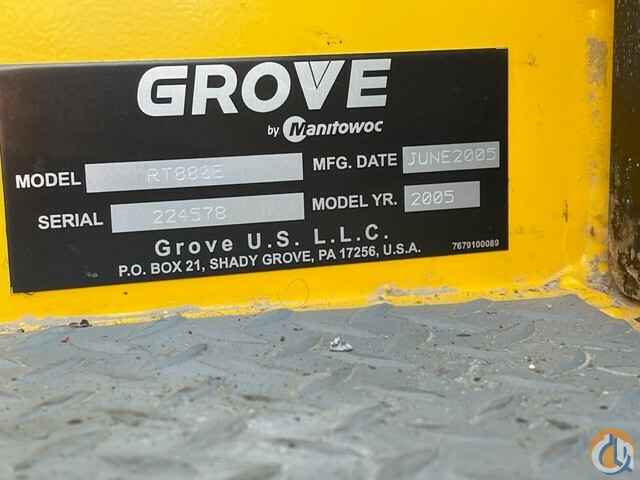 GROVE
by Manitowoc
MODEL RT880E MFG. DATE JUNE2005
SERIAL 224578 MODEL YR. 2005
Grove U.S. L.L.C.
P.O. BOX 21, SHADY GROVE, PA 17256, U.S.A. 7679100089